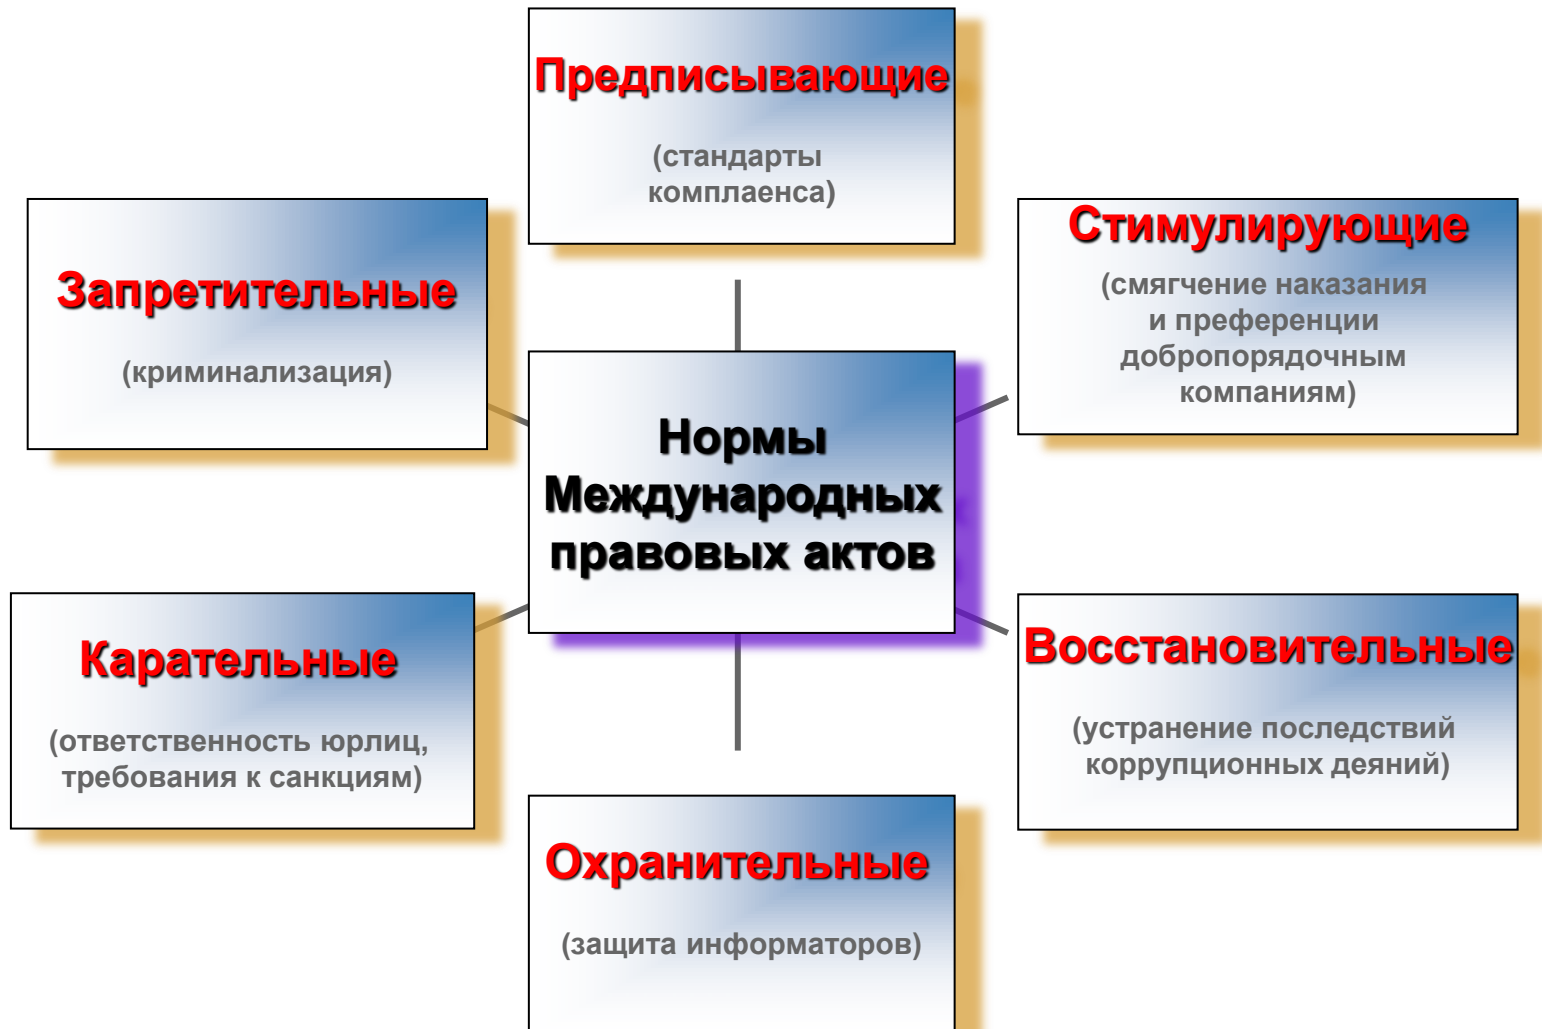 Предписывающие
(стандарты
комплаенса)
Запретительные
(криминализация)
Стимулирующие
(смягчение наказания
и преференции
добропорядочным
компаниям)
Нормы
Международных
правовых актов
Карательные
(ответственность юрлиц,
требования к санкциям)
Восстановительные
(устранение последствий
коррупционных деяний)
Охранительные
(защита информаторов)